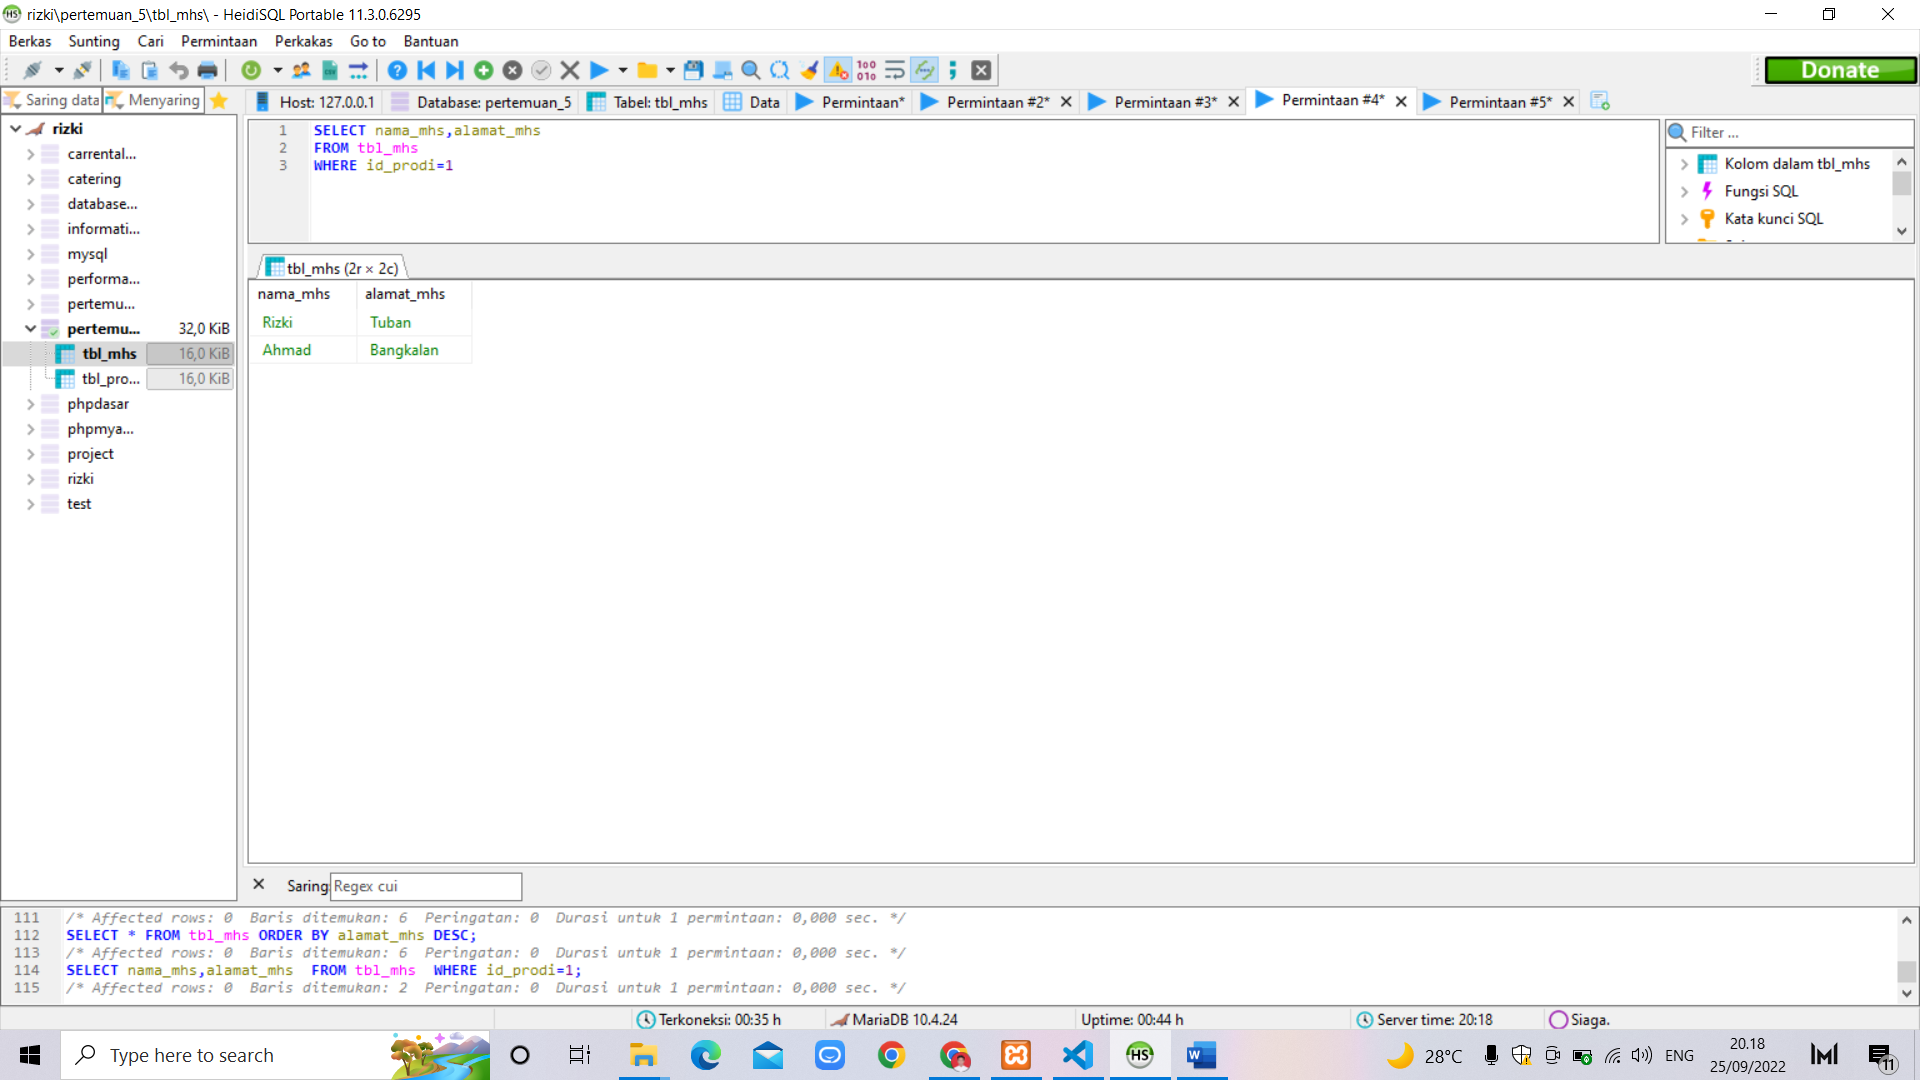 rizki\pertemuan_5\tbl_mhs\ - HeidiSQL Portable 11.3.0.6295
Berkas Sunting Cari Permintaan Perkakas Go to Bantuan
Donate
Saring data Menyaring
Host: 127.0.0.1 Database: pertemuan_5 Tabel: tbl_mhs Data Permintaan* Permintaan #2* Permintaan #3* Permintaan #4* Permintaan #5*
rizki
carrental...
catering
database...
informati...
mysql
performa...
pertemu...
pertemu... 32,0 KiB
tbl_mhs 16,0 KiB
tbl_pro... 16,0 KiB
phpdasar
phpmya...
project
rizki
test
1 SELECT nama_mhs,alamat_mhs
2 FROM tbl_mhs
3 WHERE id_prodi=1
Filter ...
Kolom dalam tbl_mhs
Fungsi SQL
Kata kunci SQL
tbl_mhs (2r × 2c)
nama_mhs alamat_mhs
Rizki Tuban
Ahmad Bangkalan
Saring Regex cui
111 /* Affected rows: 0 Baris ditemukan: 6 Peringatan: 0 Durasi untuk 1 permintaan: 0,000 sec. */
112 SELECT * FROM tbl_mhs ORDER BY alamat_mhs DESC;
113 /* Affected rows: 0 Baris ditemukan: 6 Peringatan: 0 Durasi untuk 1 permintaan: 0,000 sec. */
114 SELECT nama_mhs,alamat_mhs FROM tbl_mhs WHERE id_prodi=1;
115 /* Affected rows: 0 Baris ditemukan: 2 Peringatan: 0 Durasi untuk 1 permintaan: 0,000 sec. */
Terkoneksi: 00:35 h MariaDB 10.4.24 Uptime: 00:44 h Server time: 20:18 Siaga.
Type here to search
28°C ENG 20.18
25/09/2022
11